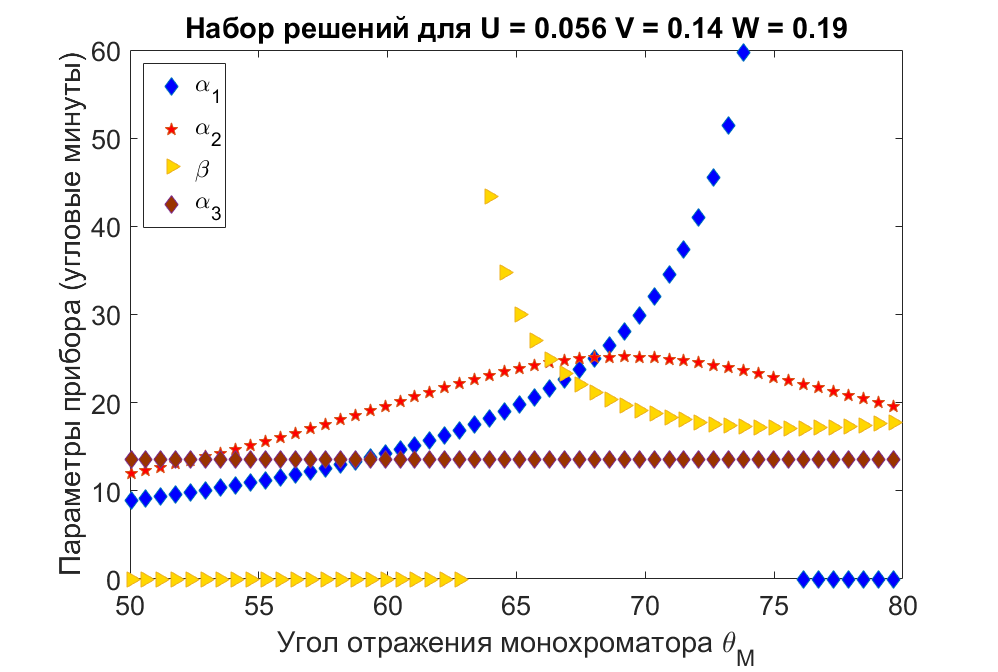 Набор решений для U = 0.056 V = 0.14 W = 0.19
Параметры прибора (угловые минуты)
60
50
40
30
20
10
0
α1
α2
β
α3
50 55 60 65 70 75 80
Угол отражения монохроматора θM